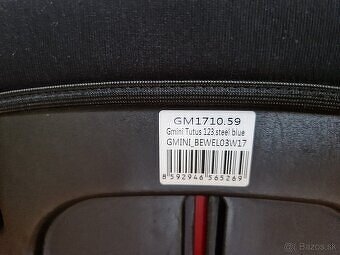 GM1710.59
Gmini Tutus 123,steel blue
GMINI_BEWEL03W17
8 592946 565269
Bazos.sk